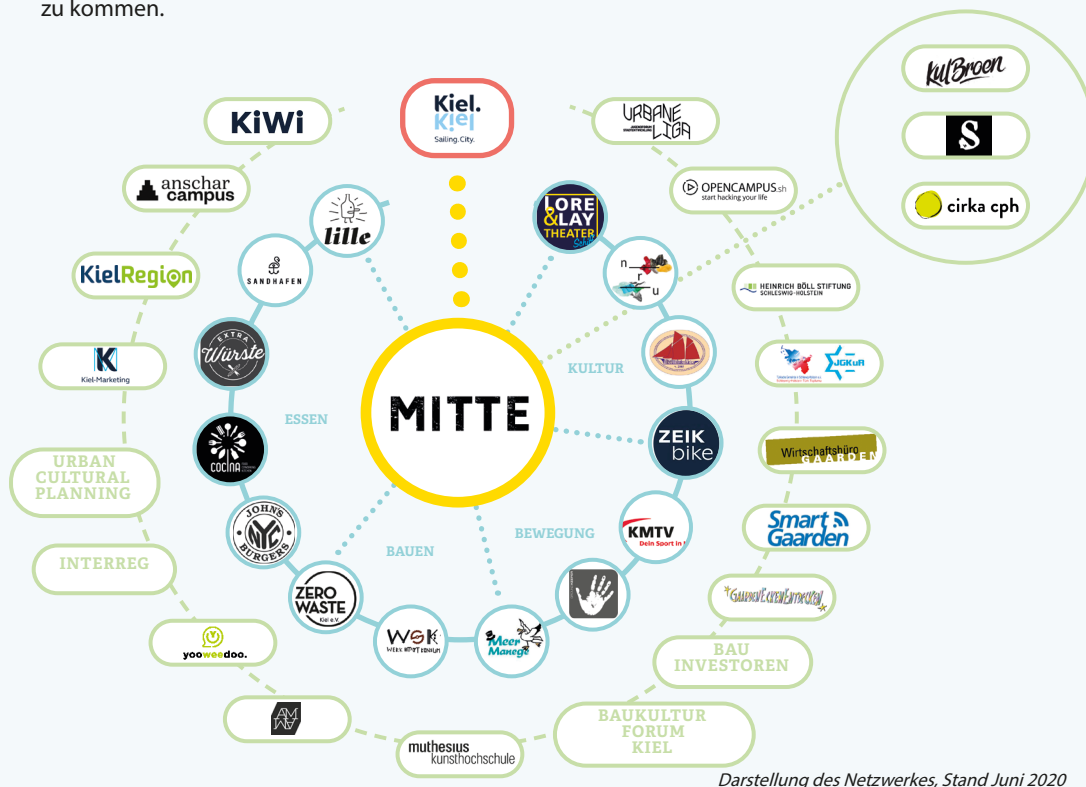 zu kommen.
Kiel.
Kiel
Sailing.City.
KiWi
anschar
campus
KielRegion
K
Kiel-Marketing
URBAN
CULTURAL
PLANNING
INTERREG
yooweedoo.
muthesius
kunsthochschule
BAUKULTUR
FORUM
KIEL
BAU
INVESTOREN
GAARDENECKENENTDECKEN
Smart
Gaarden
Wirtschaftsbüro
GAARDEN
JGKuR
HEINRICH BÖLL STIFTUNG
SCHLESWIG-HOLSTEIN
OPENCAMPUS.sh
start hacking your life
URBANE
LIGA
KulBroen
S
cirka cph
lille
SANDHAFEN
EXTRA
Würste
COCINA
JOHN'S
NYC
BURGERS
ZERO
WASTE
Kiel e.V.
WSK
Meer
Manege
KMTV
Dein Sport in
ZEIK
bike
n
r
u
LORE
&LAY
THEATER
MITTE
ESSEN
BAUEN
BEWEGUNG
KULTUR
Darstellung des Netzwerkes, Stand Juni 2020